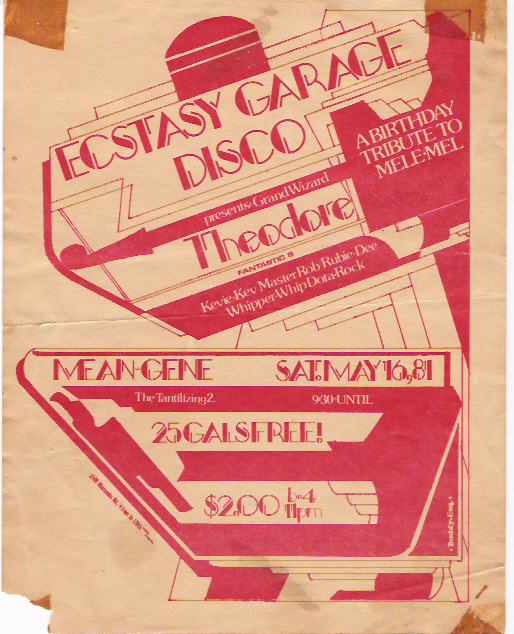 ECSTASY GARAGE
DISCO
A BIRTHDAY
TRIBUTE TO
MELE-MEL
presents: Grand Wizard
Theodore
FANTASTIC 5
Kevie-Kev Master Rob Rubie-Dee
Whipper-Whip Dota-Rock
MEAN-GENE SAT. MAY 16, 81
The Tantilizing 2. 9:30-UNTIL
25 GALS FREE!
$2.00 b-4
11pm
• Buddy-Esq. •